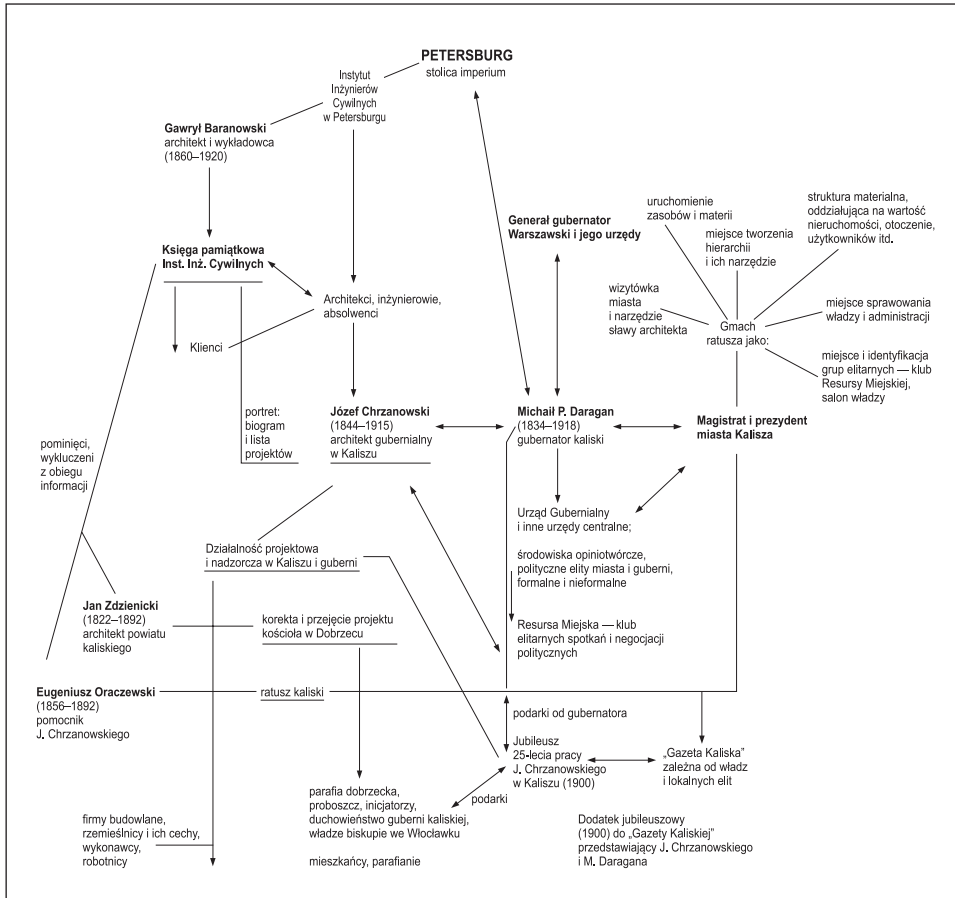 PETERSBURG
stolica imperium
Instytut
Inżynierów
Cywilnych
w Petersburgu
Gawrył Baranowski
architekt i wykładowca
(1860–1920)
Generał gubernator
Warszawski i jego urzędy
uruchomienie
zasobów i materii
struktura materialna,
oddziałująca na wartość
nieruchomości, otoczenie,
użytkowników itd.
miejsce tworzenia
hierarchii
i ich narzędzie
wizytówka
miasta
i narzędzie
sławy architekta
Gmach
ratusza jako:
miejsce sprawowania
władzy i administracji
miejsce i identyfikacja
grup elitarnych — klub
Resursy Miejskiej,
salon władzy
Księga pamiątkowa
Inst. Inż. Cywilnych
Architekci, inżynierowie,
absolwenci
Klienci
portret:
biogram
i lista
projektów
Józef Chrzanowski
(1844–1915)
architekt gubernialny
w Kaliszu
Michaił P. Daragan
(1834–1918)
gubernator kaliski
Magistrat i prezydent
miasta Kalisza
pominięci,
wykluczeni
z obiegu
informacji
Urząd Gubernialny
i inne urzędy centralne;
środowiska opiniotwórcze,
polityczne elity miasta i guberni,
formalne i nieformalne
Działalność projektowa
i nadzorcza w Kaliszu i guberni
Jan Zdzienicki
(1822–1892)
architekt powiatu
kaliskiego
korekta i przejęcie projektu
kościoła w Dobrzecu
Resursa Miejska — klub
elitarnych spotkań i negocjacji
politycznych
Eugeniusz Oraczewski
(1856–1892)
pomocnik
J. Chrzanowskiego
ratusz kaliski
podarki od gubernatora
Jubileusz
25-lecia pracy
J. Chrzanowskiego
w Kaliszu (1900)
„Gazeta Kaliska”
zależna od władz
i lokalnych elit
podarki
parafia dobrzecka,
proboszcz, inicjatorzy,
duchowieństwo guberni kaliskiej,
władze biskupie we Włocławku
mieszkańcy, parafianie
firmy budowlane,
rzemieślnicy i ich cechy,
wykonawcy,
robotnicy
Dodatek jubileuszowy
(1900) do „Gazety Kaliskiej”
przedstawiający J. Chrzanowskiego
i M. Daragana